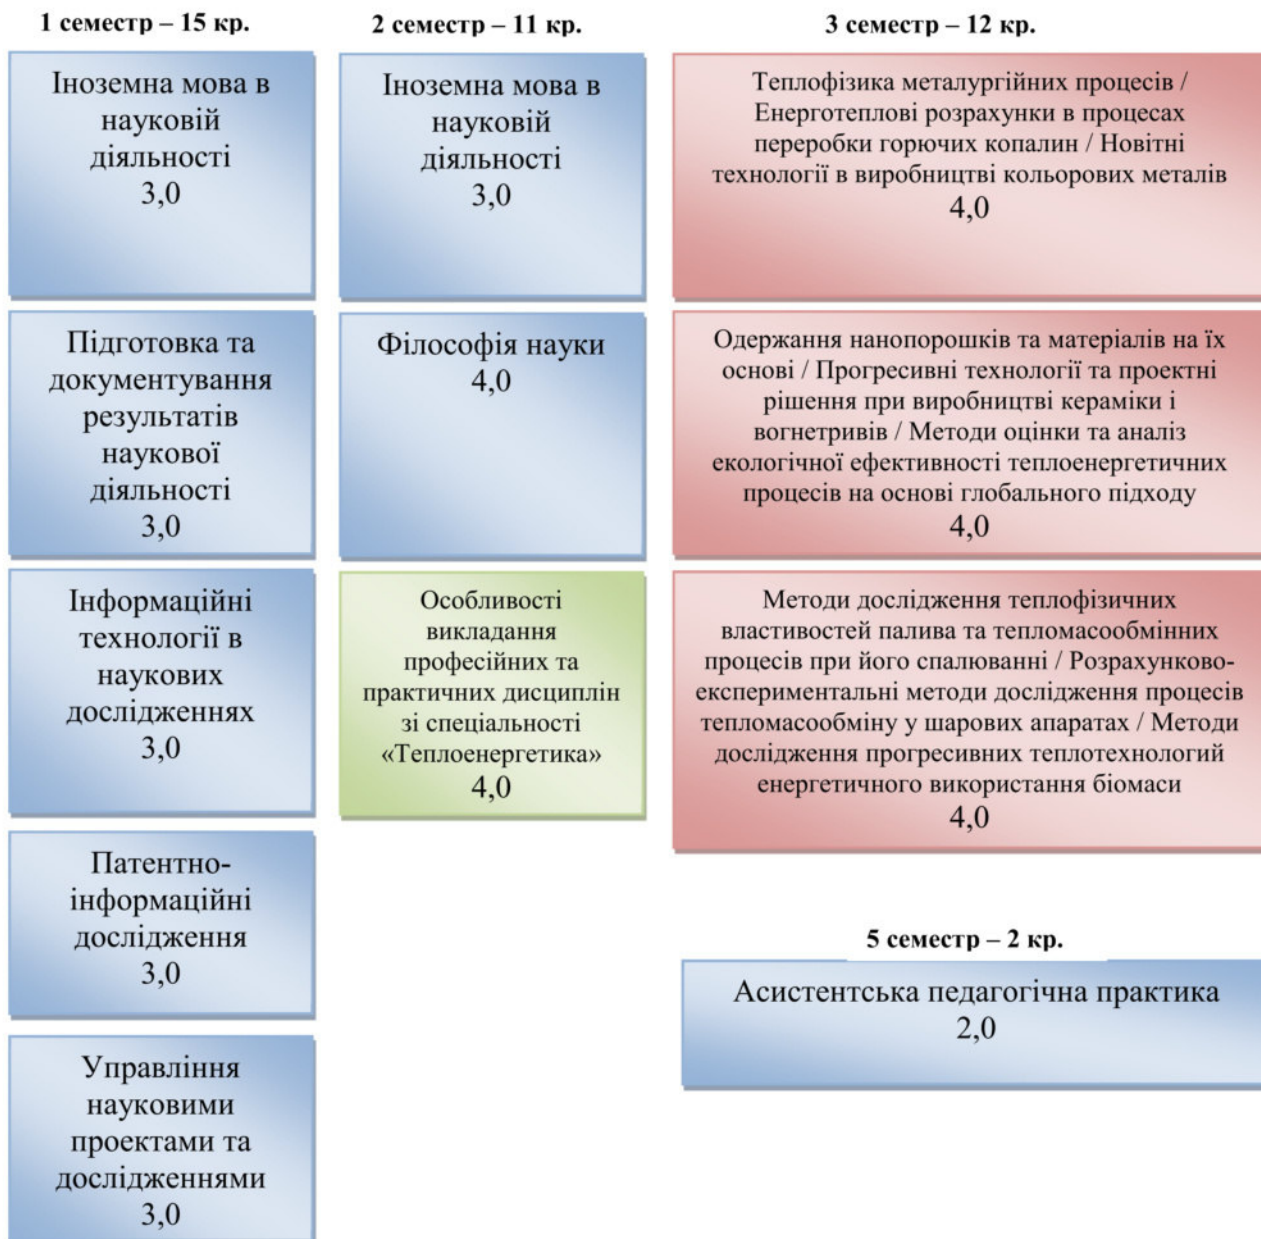 1 семестр – 15 кр.
Іноземна мова в
науковій
діяльності
3,0
Підготовка та
документування
результатів
наукової
діяльності
3,0
Інформаційні
технології в
наукових
дослідженнях
3,0
Патентно-
інформаційні
дослідження
3,0
Управління
науковими
проектами та
дослідженнями
3,0
2 семестр – 11 кр.
Іноземна мова в
науковій
діяльності
3,0
Філософія науки
4,0
Особливості
викладання
професійних та
практичних дисциплін
зі спеціальності
«Теплоенергетика»
4,0
3 семестр – 12 кр.
Теплофізика металургійних процесів /
Енерготеплові розрахунки в процесах
переробки горючих копалин / Новітні
технології в виробництві кольорових металів
4,0
Одержання нанопорошків та матеріалів на їх
основі / Прогресивні технології та проектні
рішення при виробництві кераміки і
вогнетривів / Методи оцінки та аналіз
екологічної ефективності теплоенергетичних
процесів на основі глобального підходу
4,0
Методи дослідження теплофізичних
властивостей палива та тепломасообмінних
процесів при його спалюванні / Розрахунково-
експериментальні методи дослідження процесів
тепломасообміну у шарових апаратах / Методи
дослідження прогресивних теплотехнологий
енергетичного використання біомаси
4,0
5 семестр – 2 кр.
Асистентська педагогічна практика
2,0